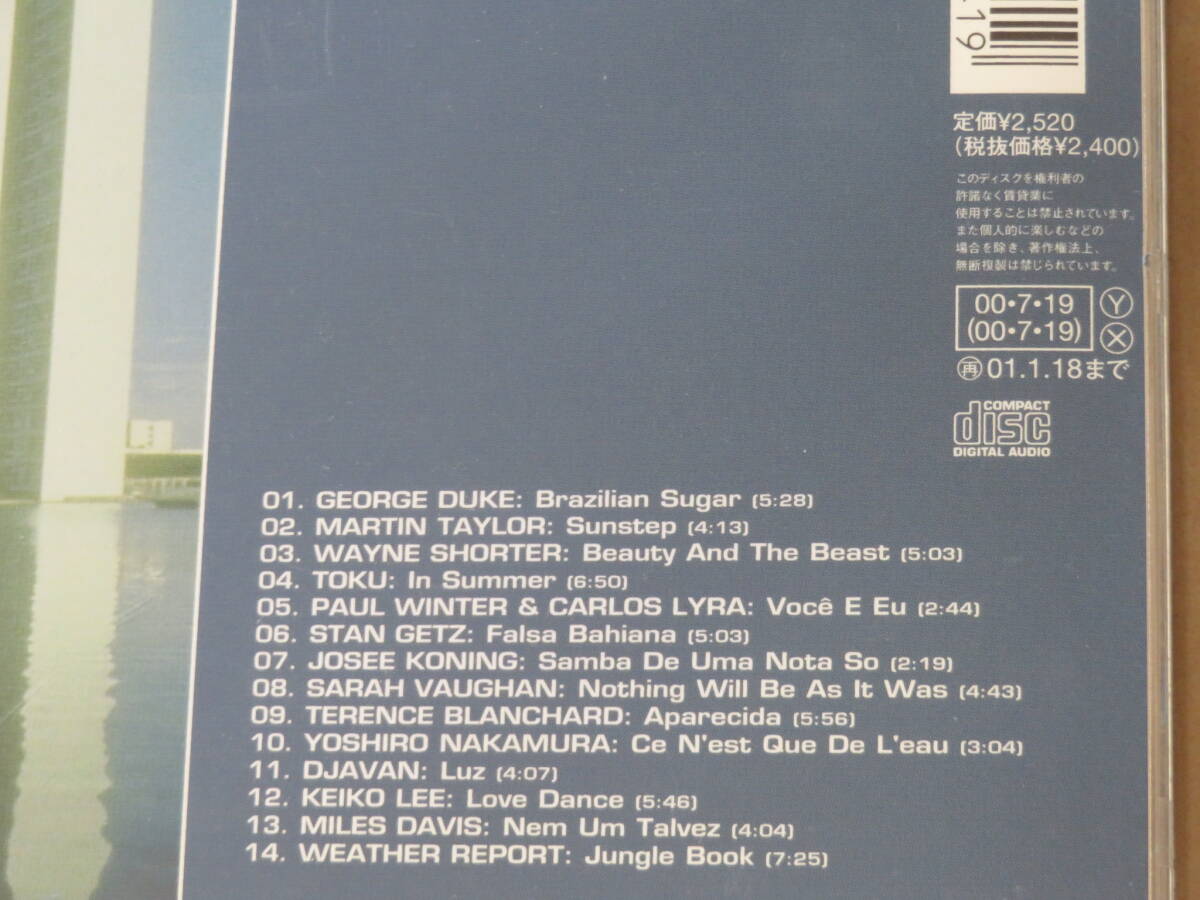 19
定価¥2,520
(税抜価格¥2,400)
このディスクを権利者の
許諾なく賃貸業に
使用することは禁止されています。
また個人的に楽しむなどの
場合を除き、著作権法上、
無断複製は禁じられています。
00•7•19 Ⓨ
(00•7•19) Ⓧ
㊢01.1.18まで
COMPACT
disc
DIGITAL AUDIO
01. GEORGE DUKE: Brazilian Sugar (5:28)
02. MARTIN TAYLOR: Sunstep (4:13)
03. WAYNE SHORTER: Beauty And The Beast (5:03)
04. TOKU: In Summer (6:50)
05. PAUL WINTER & CARLOS LYRA: Você E Eu (2:44)
06. STAN GETZ: Falsa Bahiana (5:03)
07. JOSEE KONING: Samba De Uma Nota So (2:19)
08. SARAH VAUGHAN: Nothing Will Be As It Was (4:43)
09. TERENCE BLANCHARD: Aparecida (5:56)
10. YOSHIRO NAKAMURA: Ce N'est Que De L'eau (3:04)
11. DJAVAN: Luz (4:07)
12. KEIKO LEE: Love Dance (5:46)
13. MILES DAVIS: Nem Um Talvez (4:04)
14. WEATHER REPORT: Jungle Book (7:25)